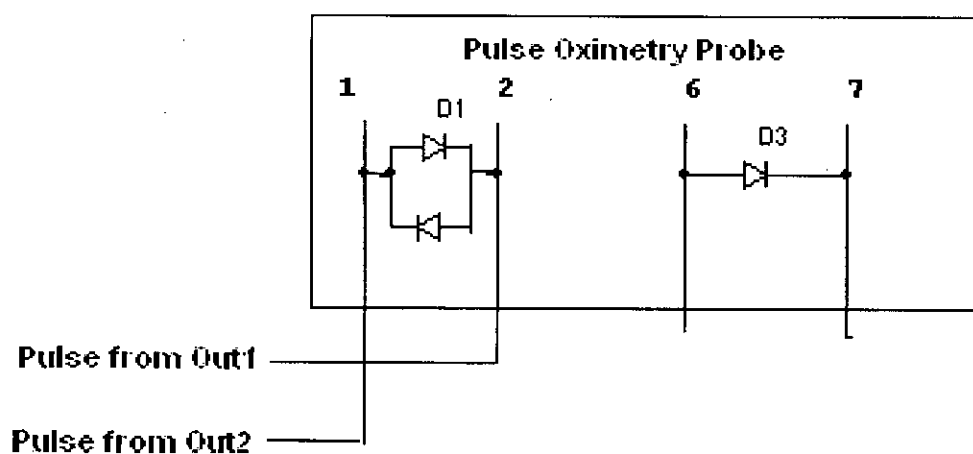 Pulse Oximetry Probe
1 2 6 7
D1
D3
Pulse from Out1
Pulse from Out2